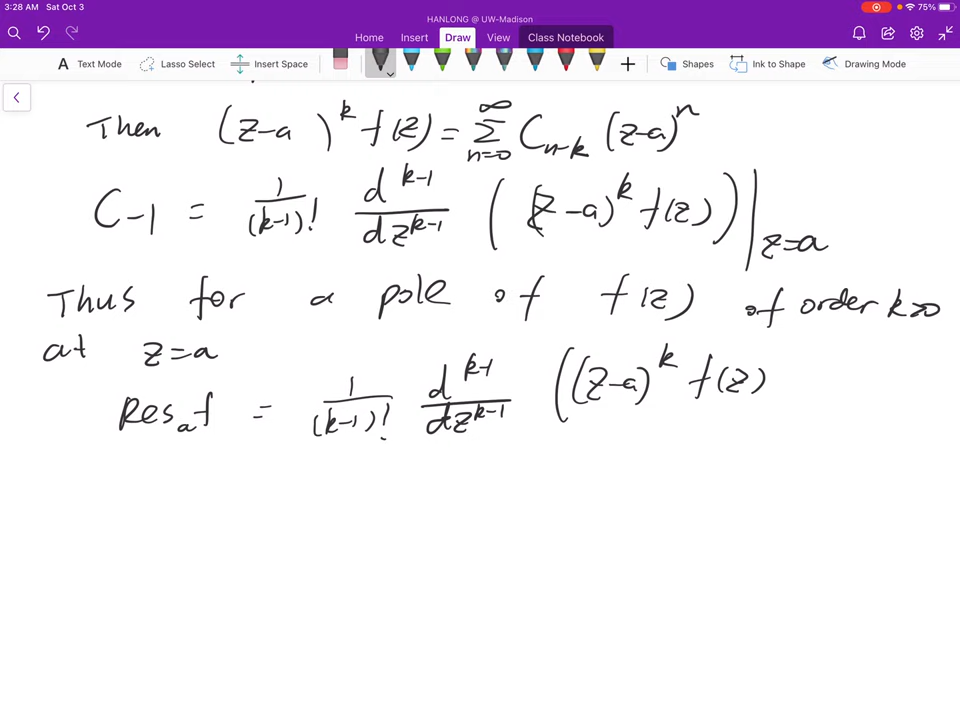 3:28 AM Sat Oct 3 75%
HANLONG @ UW-Madison
Home Insert Draw View Class Notebook
A Text Mode Lasso Select Insert Space + Shapes Ink to Shape Drawing Mode
Then (z-a)^k f(z) = Σ_{n=0}^{∞} C_{n-k} (z-a)^n
C_{-1} = 1/(k-1)! d^{k-1}/dz^{k-1} ((z-a)^k f(z))|_{z=a}
Thus for a pole of f(z) of order k>0
at z=a
Res_a f = 1/(k-1)! d^{k-1}/dz^{k-1} ((z-a)^k f(z)